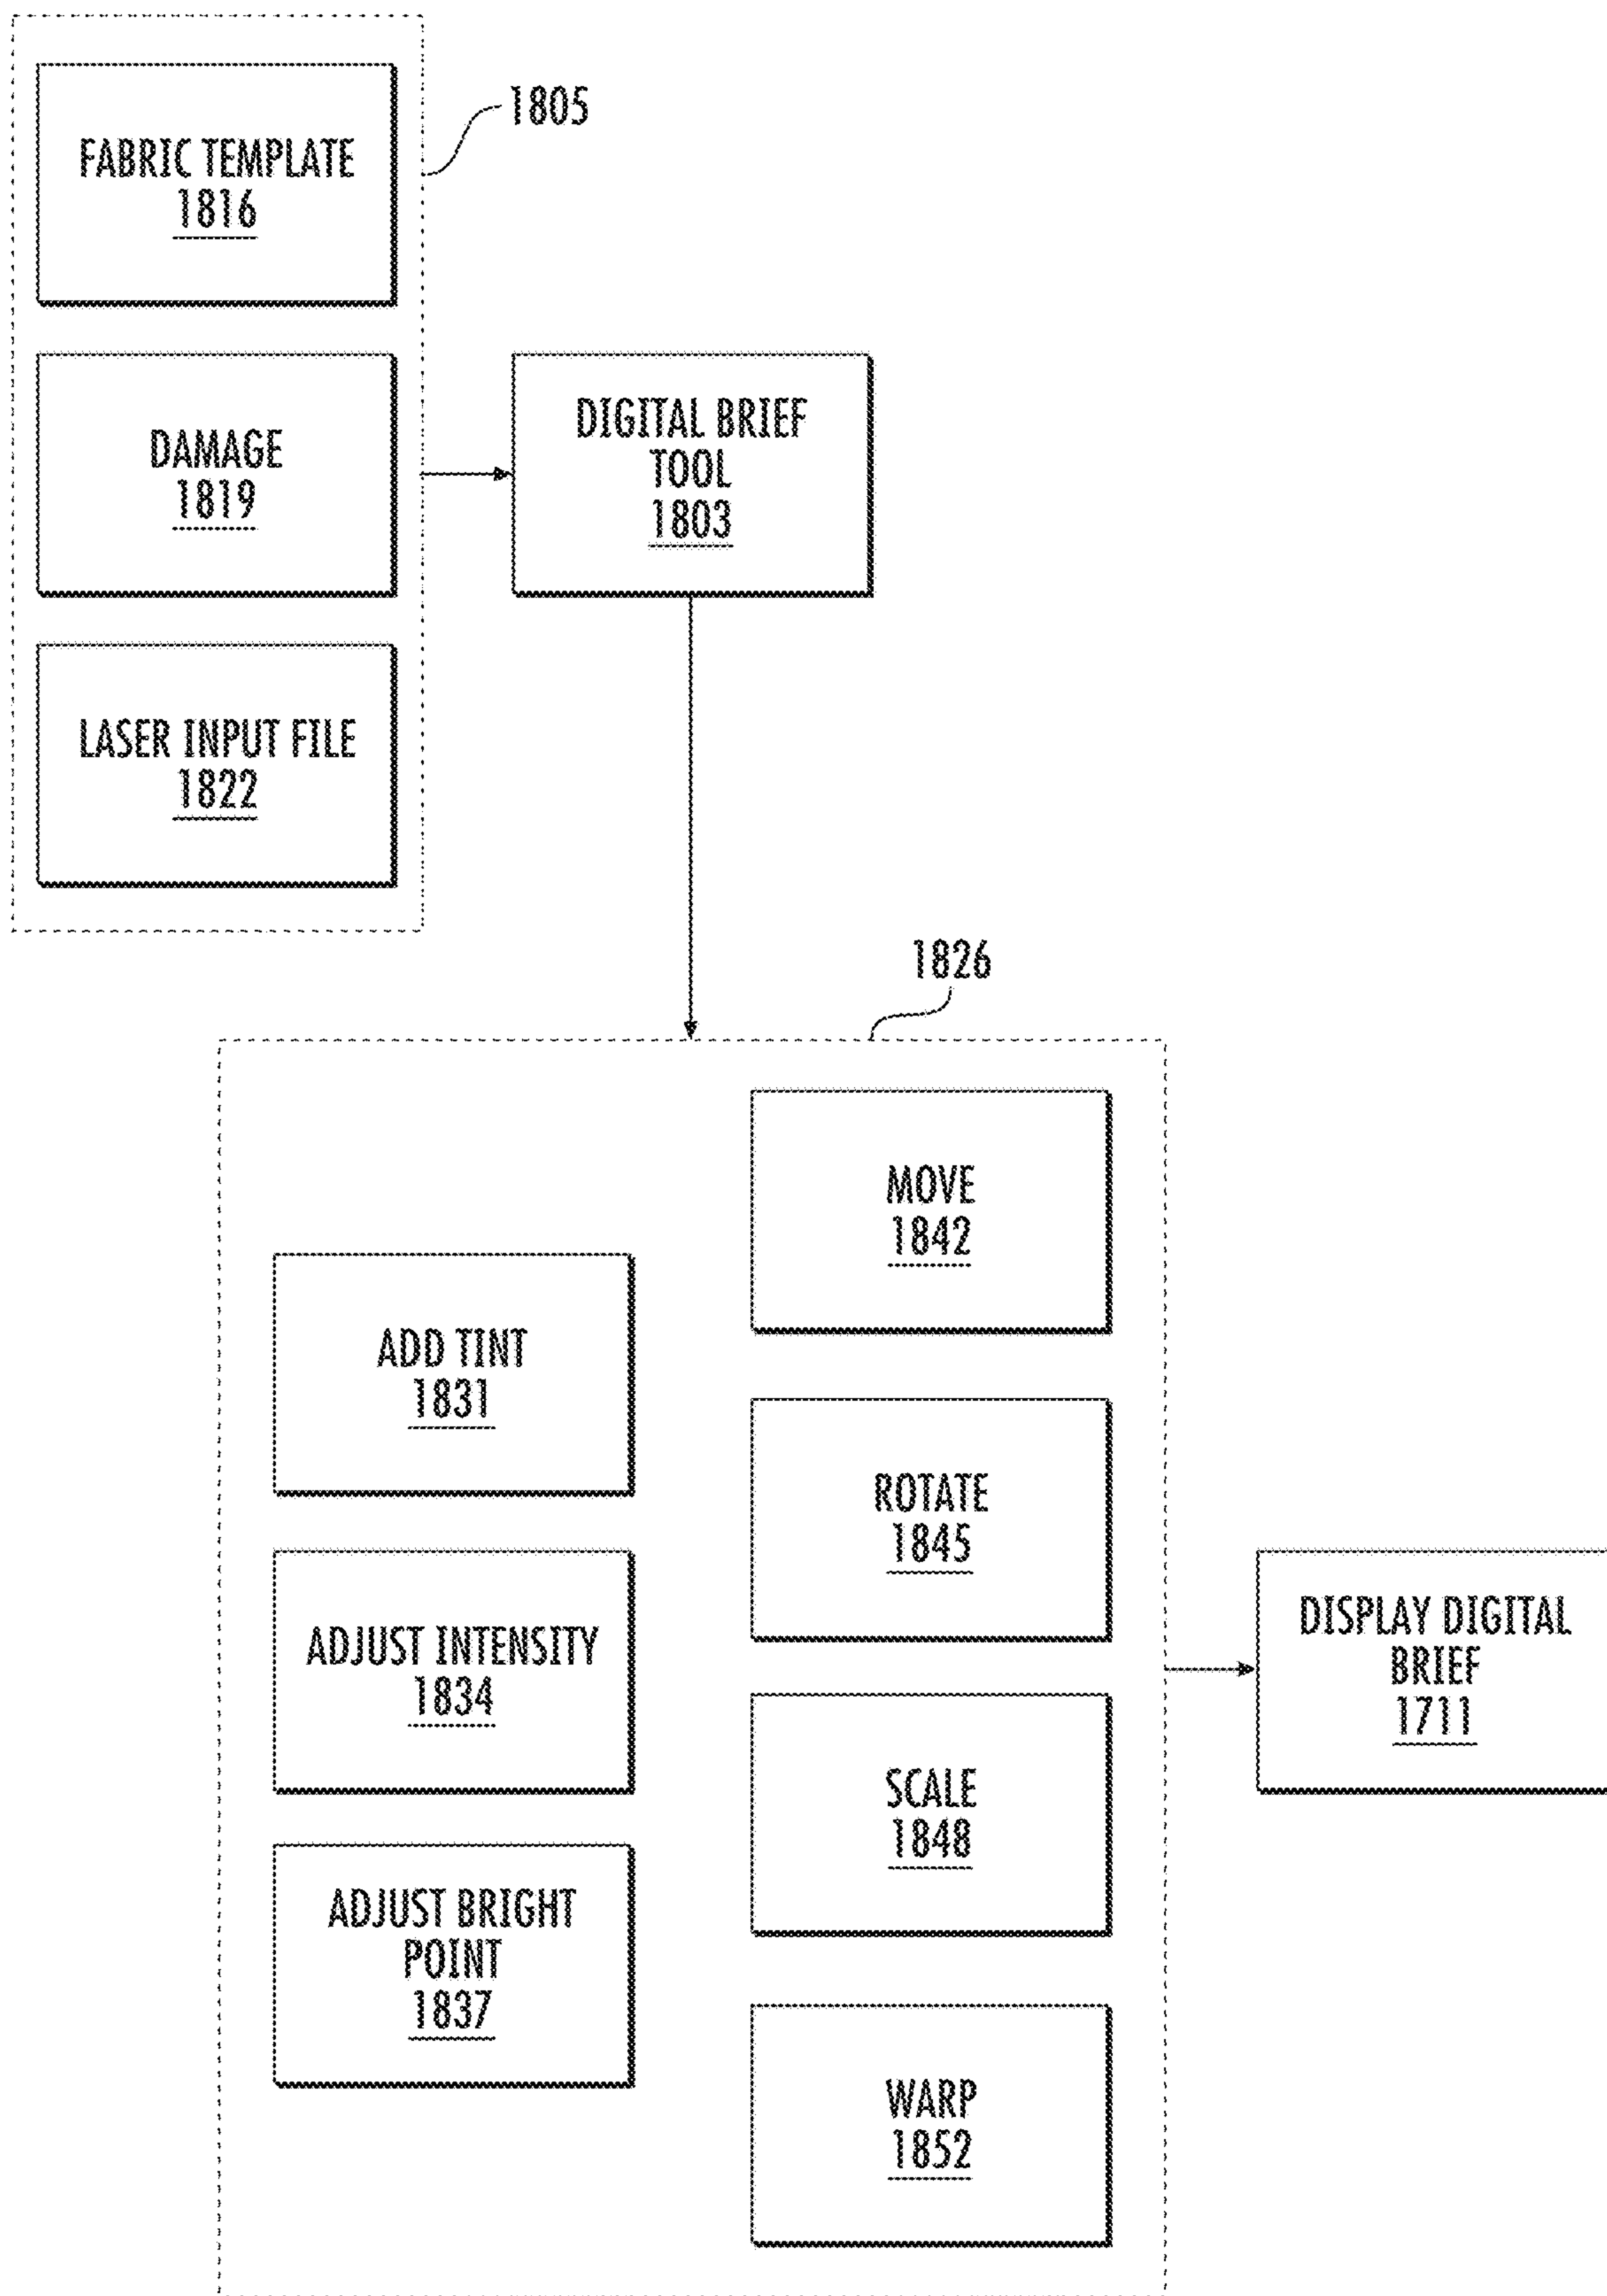 FABRIC TEMPLATE
1816
1805
DAMAGE
1819
DIGITAL BRIEF
TOOL
1803
LASER INPUT FILE
1822
1826
MOVE
1842
ADD TINT
1831
ROTATE
1845
ADJUST INTENSITY
1834
DISPLAY DIGITAL
BRIEF
1711
SCALE
1848
ADJUST BRIGHT
POINT
1837
WARP
1852